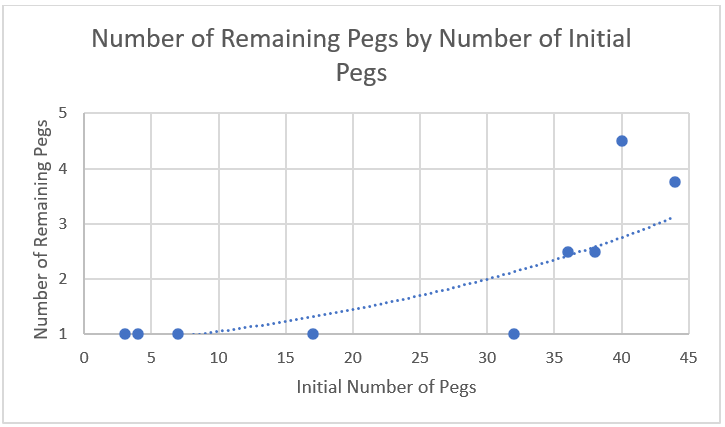 Number of Remaining Pegs by Number of Initial
Pegs
Number of Remaining Pegs
5
4
3
2
1
0 5 10 15 20 25 30 35 40 45
Initial Number of Pegs